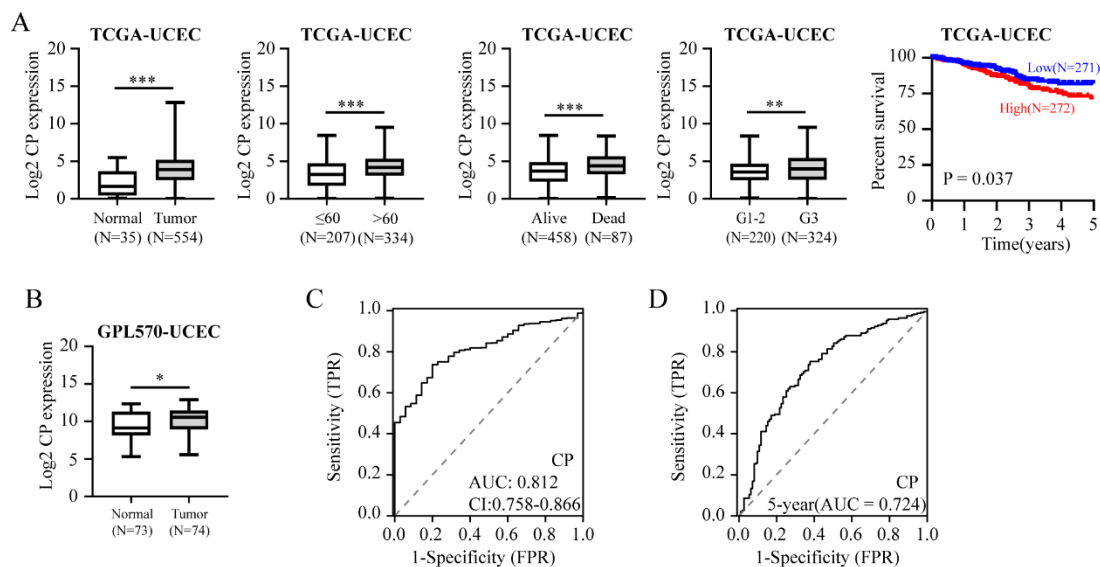 A
TCGA-UCEC
Log2 CP expression
20
15
10
5
0
***
Normal Tumor
(N=35) (N=554)
TCGA-UCEC
Log2 CP expression
20
15
10
5
0
***
≤60 >60
(N=207) (N=334)
TCGA-UCEC
Log2 CP expression
20
15
10
5
0
***
Alive Dead
(N=458) (N=87)
TCGA-UCEC
Log2 CP expression
20
15
10
5
0
**
G1-2 G3
(N=220) (N=324)
TCGA-UCEC
Percent survival
100
75
50
25
0
Low(N=271)
High(N=272)
P = 0.037
0 1 2 3 4 5
Time(years)
B
GPL570-UCEC
Log2 CP expression
20
15
10
5
0
*
Normal Tumor
(N=73) (N=74)
C
Sensitivity (TPR)
1.0
0.8
0.6
0.4
0.2
0.0
CP
AUC: 0.812
CI:0.758-0.866
0.0 0.2 0.4 0.6 0.8 1.0
1-Specificity (FPR)
D
Sensitivity (TPR)
1.0
0.8
0.6
0.4
0.2
0.0
CP
5-year(AUC = 0.724)
0.0 0.2 0.4 0.6 0.8 1.0
1-Specificity (FPR)